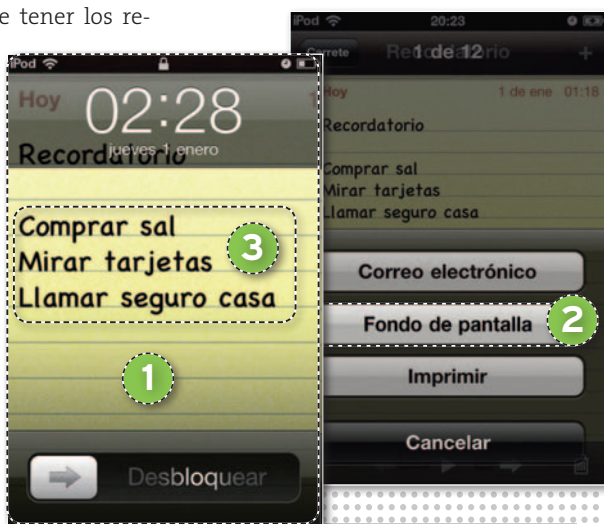 e tener los re-
iPod
Hoy
02:28
jueves 1 enero
Recordatorio
Comprar sal
Mirar tarjetas
Llamar seguro casa
3
1
Desbloquear
iPod 20:23
Carrete 1 de 12 +
Hoy 1 de ene 01:18
Recordatorio
Comprar sal
Mirar tarjetas
Llamar seguro casa
Correo electrónico
Fondo de pantalla
2
Imprimir
Cancelar